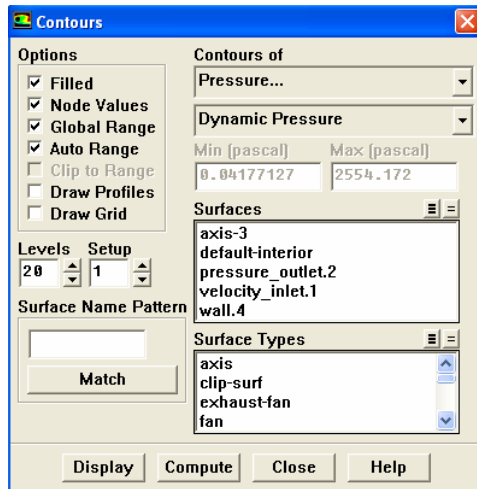 Contours
Options
Contours of
Filled
Node Values
Global Range
Auto Range
Clip to Range
Draw Profiles
Draw Grid
Pressure...
Dynamic Pressure
Min (pascal) Max (pascal)
0.04177127 2554.172
Levels Setup
20 1
Surfaces
axis-3
default-interior
pressure_outlet.2
velocity_inlet.1
wall.4
Surface Name Pattern
Match
Surface Types
axis
clip-surf
exhaust-fan
fan
Display Compute Close Help